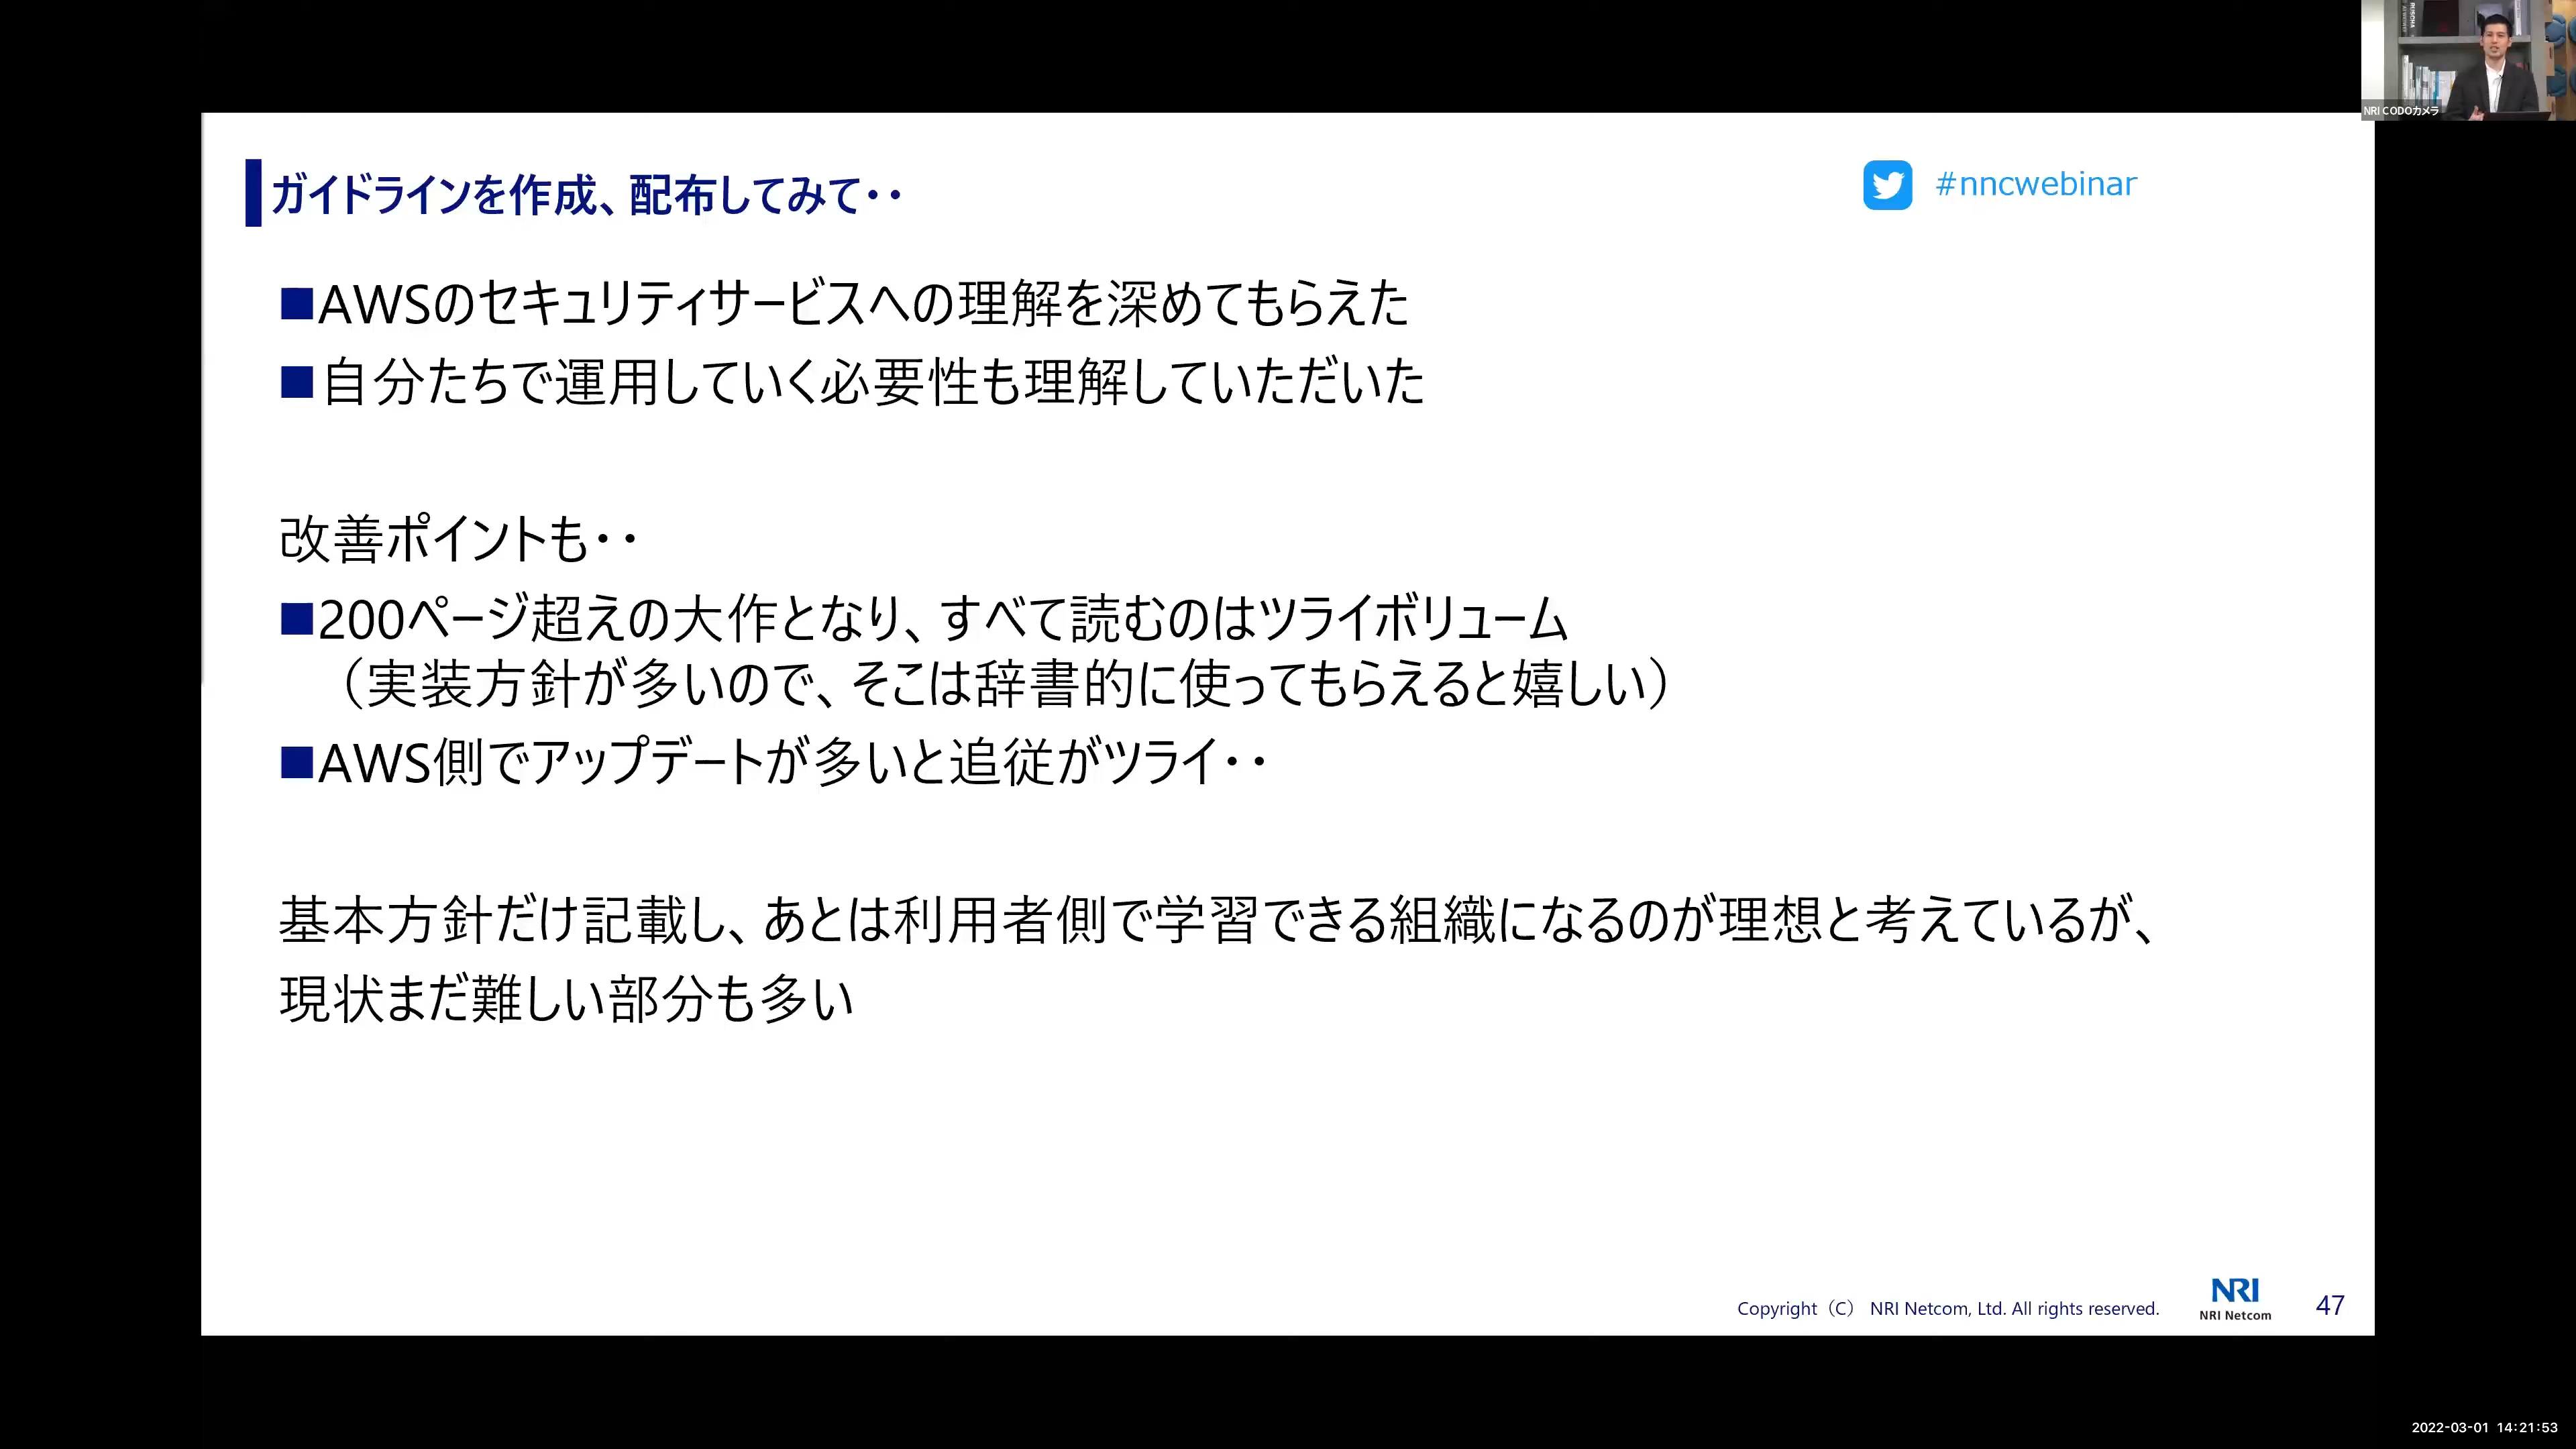 NRI CODOカメラ
ガイドラインを作成、配布してみて・・
#nncwebinar
■AWSのセキュリティサービスへの理解を深めてもらえた
■自分たちで運用していく必要性も理解していただいた
改善ポイントも・・
■200ページ超えの大作となり、すべて読むのはツライボリューム
（実装方針が多いので、そこは辞書的に使ってもらえると嬉しい）
■AWS側でアップデートが多いと追従がツライ・・
基本方針だけ記載し、あとは利用者側で学習できる組織になるのが理想と考えているが、
現状まだ難しい部分も多い
Copyright（C） NRI Netcom, Ltd. All rights reserved.
NRI
NRI Netcom
47
2022-03-01 14:21:53